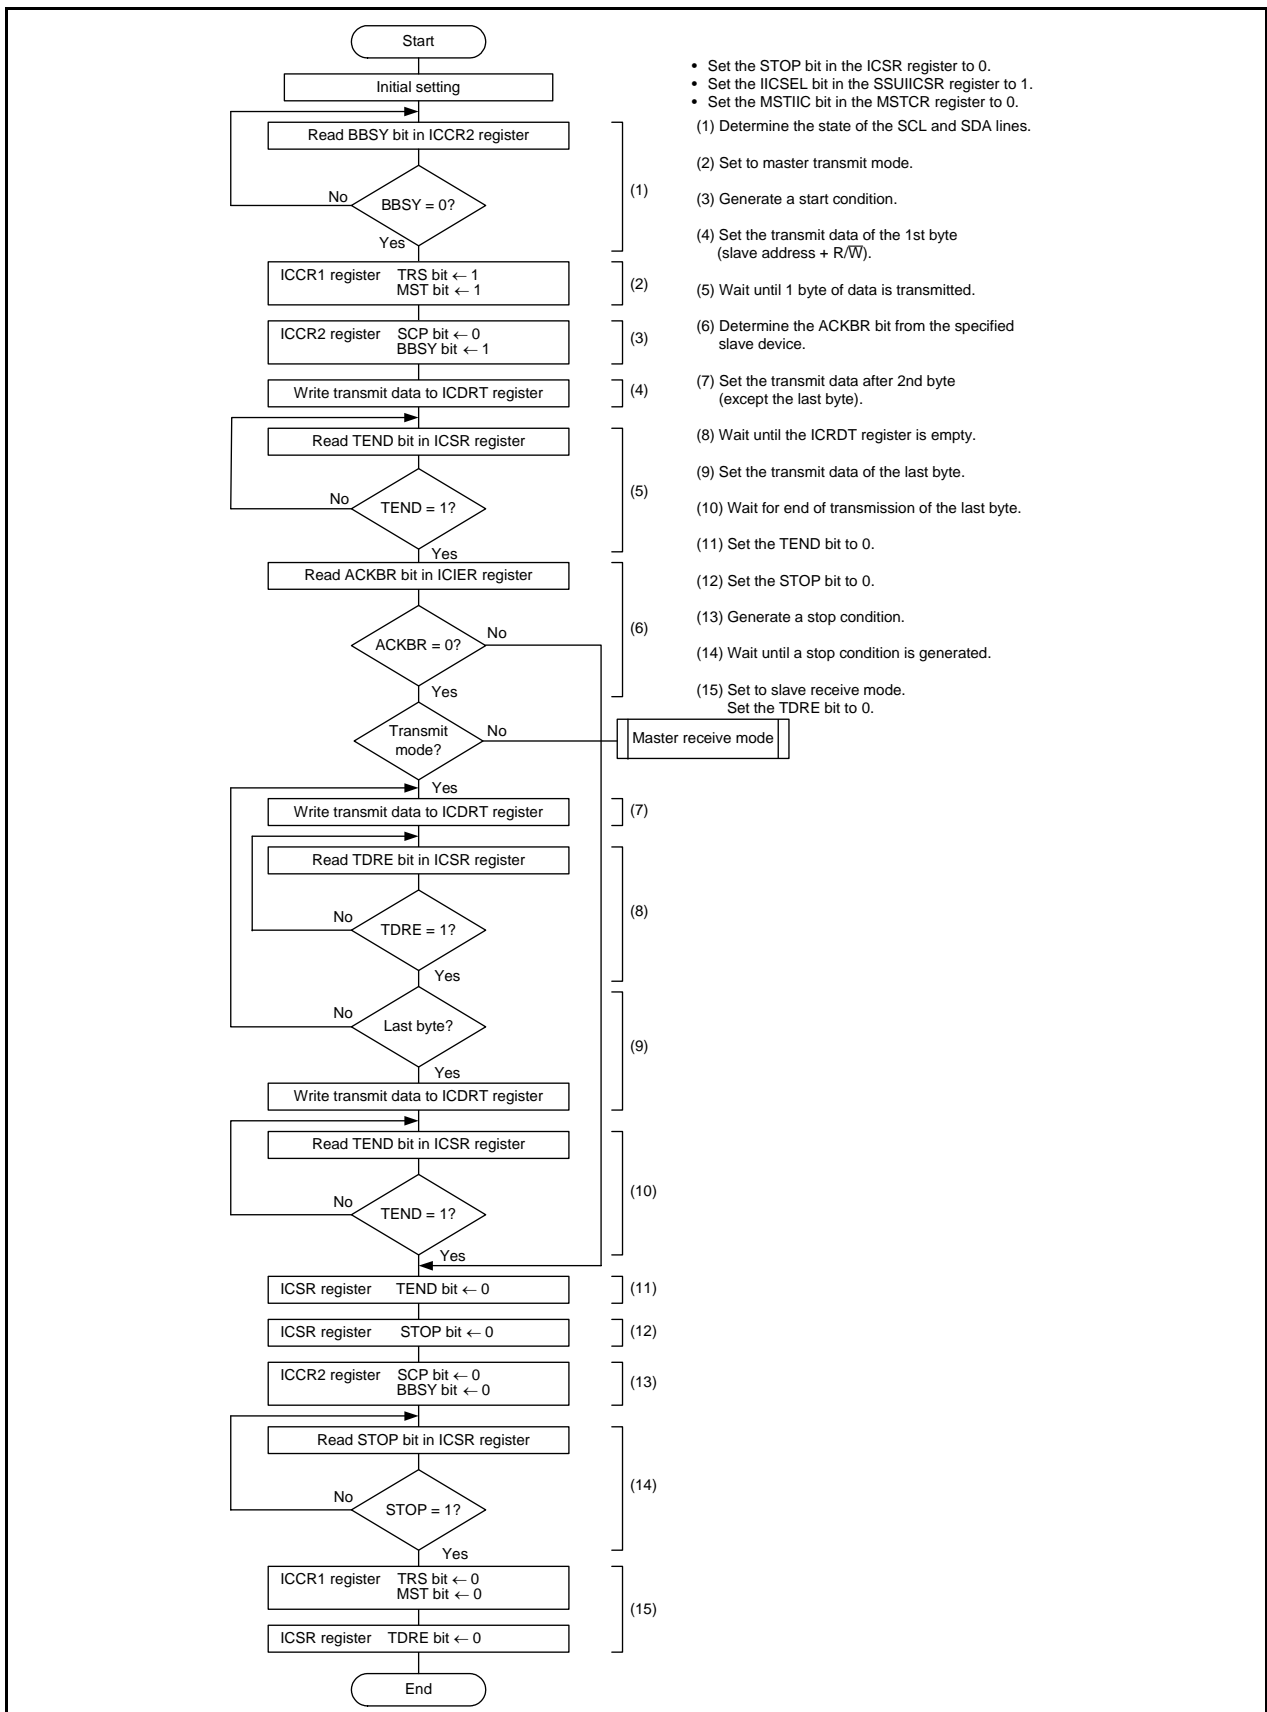 Start
Initial setting
• Set the STOP bit in the ICSR register to 0.
• Set the IICSEL bit in the SSUIICSR register to 1.
• Set the MSTIIC bit in the MSTCR register to 0.
Read BBSY bit in ICCR2 register
BBSY = 0?
No
Yes
(1)
ICCR1 register TRS bit ← 1
MST bit ← 1
(2)
ICCR2 register SCP bit ← 0
BBSY bit ← 1
(3)
Write transmit data to ICDRT register
(4)
Read TEND bit in ICSR register
TEND = 1?
No
Yes
(5)
Read ACKBR bit in ICIER register
ACKBR = 0?
No
Yes
(6)
Transmit
mode?
No
Yes
Master receive mode
Write transmit data to ICDRT register
(7)
Read TDRE bit in ICSR register
TDRE = 1?
No
Yes
(8)
Last byte?
No
Yes
Write transmit data to ICDRT register
(9)
Read TEND bit in ICSR register
TEND = 1?
No
Yes
(10)
ICSR register TEND bit ← 0
(11)
ICSR register STOP bit ← 0
(12)
ICCR2 register SCP bit ← 0
BBSY bit ← 0
(13)
Read STOP bit in ICSR register
STOP = 1?
No
Yes
(14)
ICCR1 register TRS bit ← 0
MST bit ← 0
ICSR register TDRE bit ← 0
(15)
End
(1) Determine the state of the SCL and SDA lines.
(2) Set to master transmit mode.
(3) Generate a start condition.
(4) Set the transmit data of the 1st byte
(slave address + R/W̅).
(5) Wait until 1 byte of data is transmitted.
(6) Determine the ACKBR bit from the specified
slave device.
(7) Set the transmit data after 2nd byte
(except the last byte).
(8) Wait until the ICRDT register is empty.
(9) Set the transmit data of the last byte.
(10) Wait for end of transmission of the last byte.
(11) Set the TEND bit to 0.
(12) Set the STOP bit to 0.
(13) Generate a stop condition.
(14) Wait until a stop condition is generated.
(15) Set to slave receive mode.
Set the TDRE bit to 0.